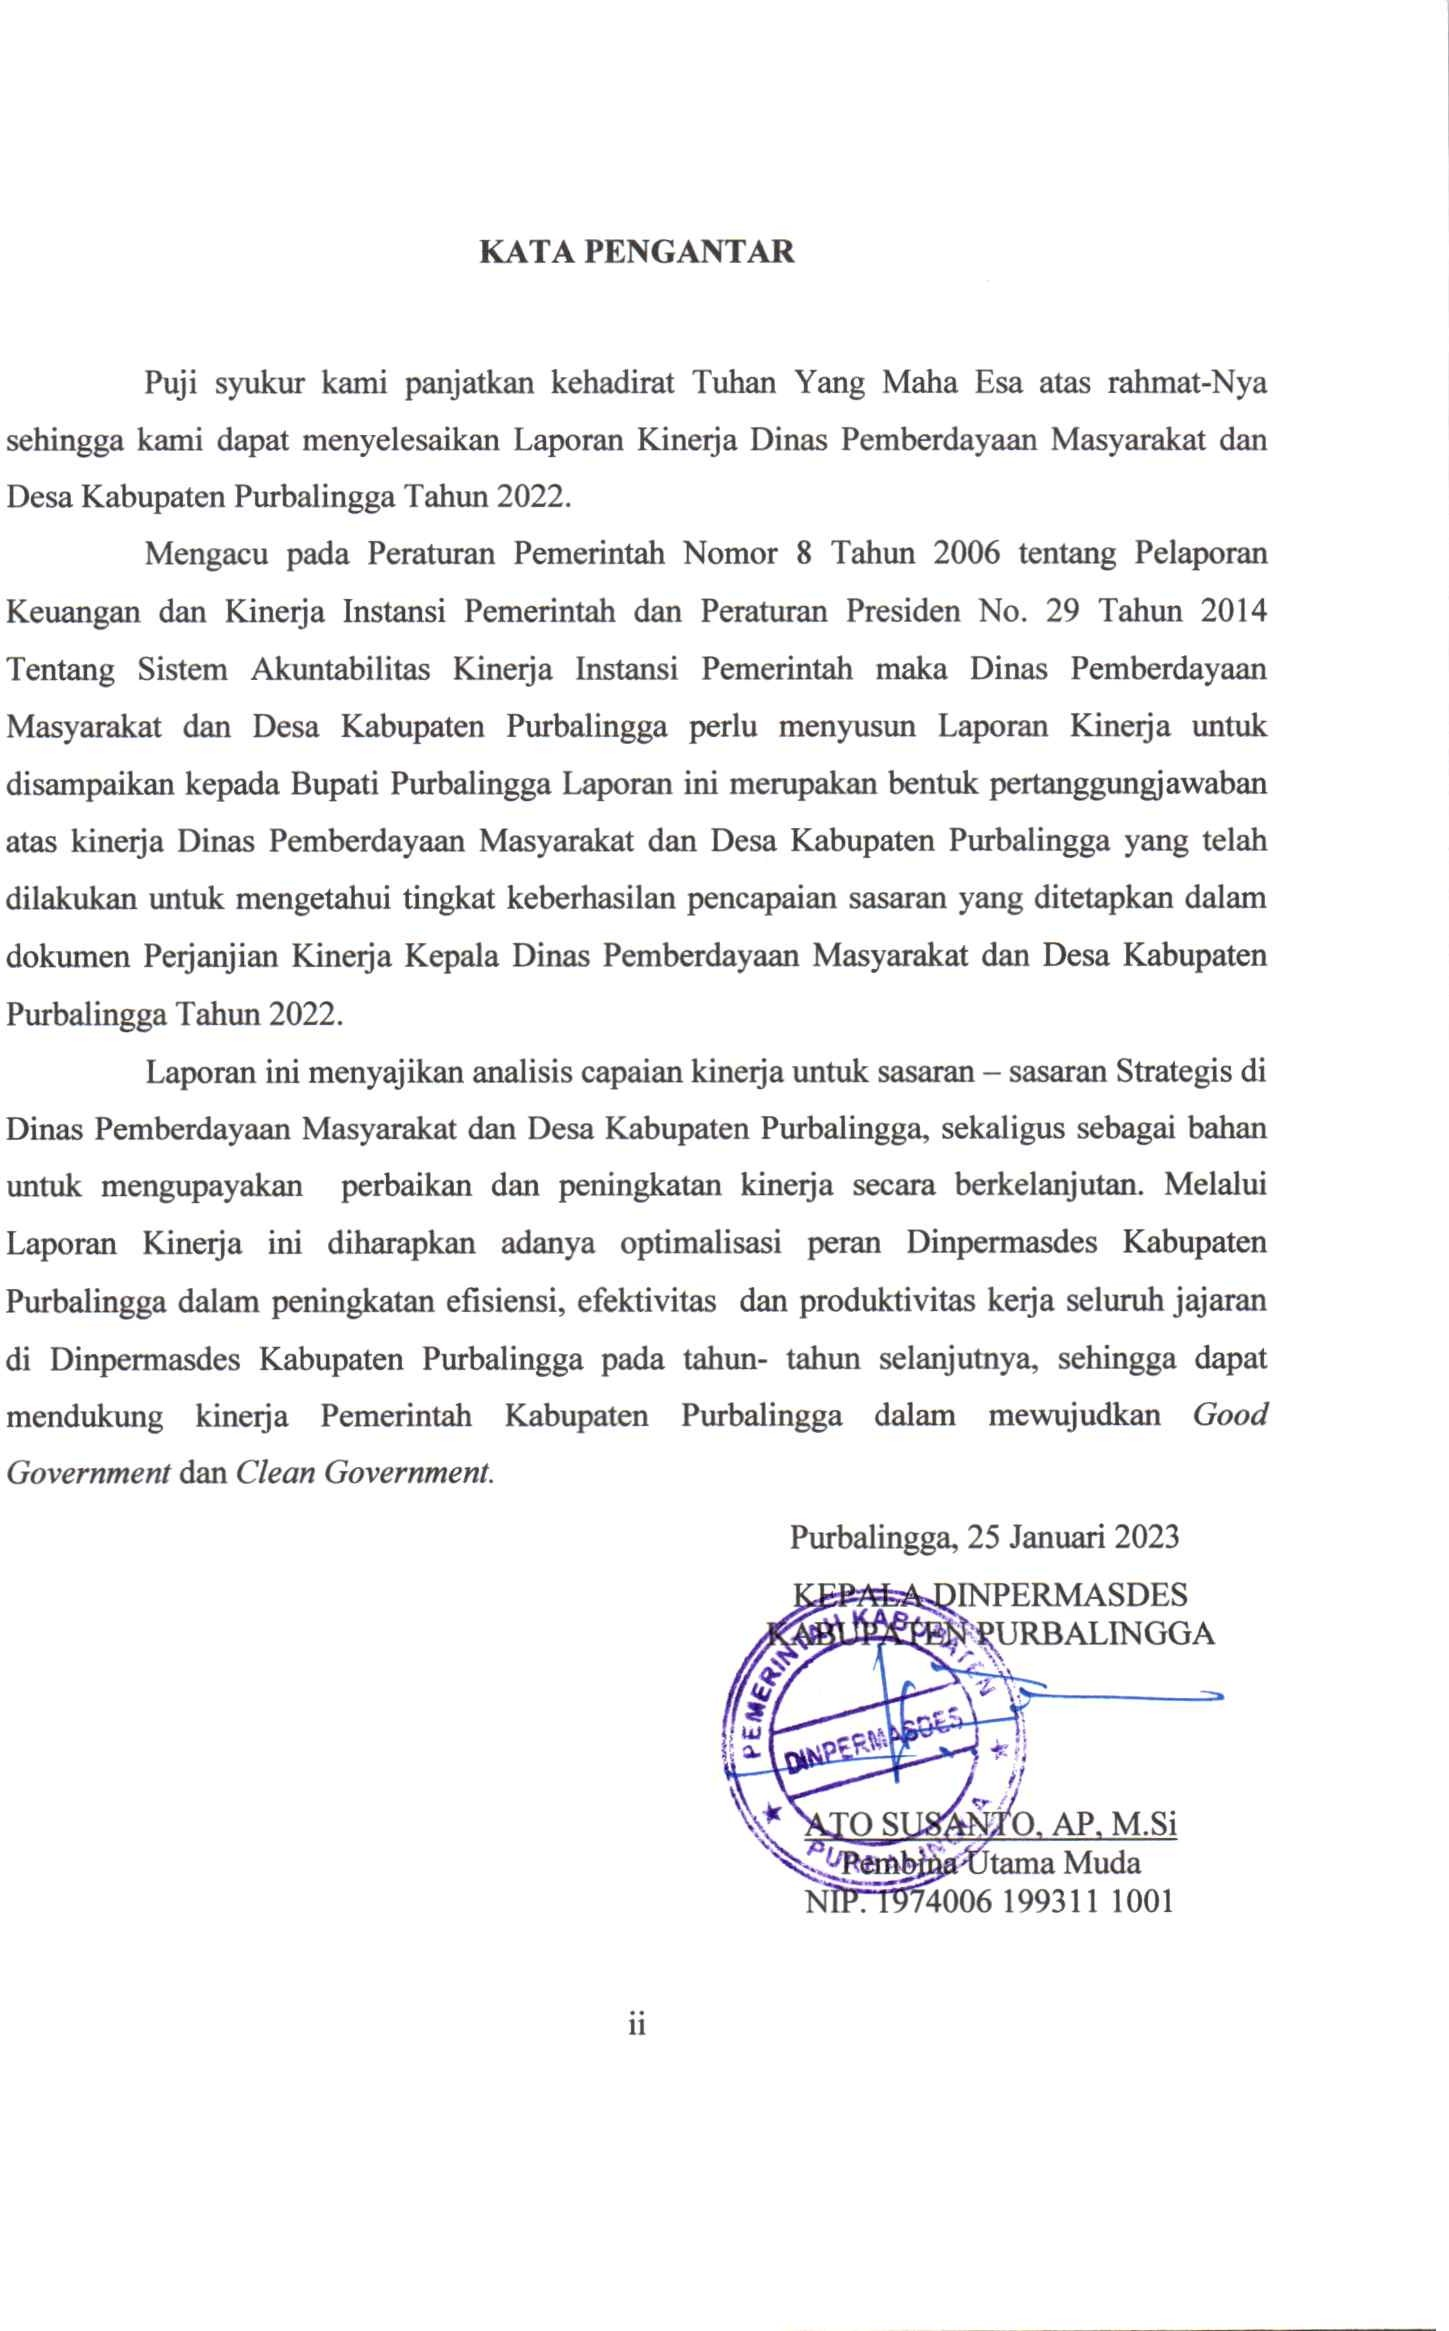 KATA PENGANTAR
Puji syukur kami panjatkan kehadirat Tuhan Yang Maha Esa atas rahmat-Nya
sehingga kami dapat menyelesaikan Laporan Kinerja Dinas Pemberdayaan Masyarakat dan
Desa Kabupaten Purbalingga Tahun 2022.
Mengacu pada Peraturan Pemerintah Nomor 8 Tahun 2006 tentang Pelaporan
Keuangan dan Kinerja Instansi Pemerintah dan Peraturan Presiden No. 29 Tahun 2014
Tentang Sistem Akuntabilitas Kinerja Instansi Pemerintah maka Dinas Pemberdayaan
Masyarakat dan Desa Kabupaten Purbalingga perlu menyusun Laporan Kinerja untuk
disampaikan kepada Bupati Purbalingga Laporan ini merupakan bentuk pertanggungjawaban
atas kinerja Dinas Pemberdayaan Masyarakat dan Desa Kabupaten Purbalingga yang telah
dilakukan untuk mengetahui tingkat keberhasilan pencapaian sasaran yang ditetapkan dalam
dokumen Perjanjian Kinerja Kepala Dinas Pemberdayaan Masyarakat dan Desa Kabupaten
Purbalingga Tahun 2022.
Laporan ini menyajikan analisis capaian kinerja untuk sasaran – sasaran Strategis di
Dinas Pemberdayaan Masyarakat dan Desa Kabupaten Purbalingga, sekaligus sebagai bahan
untuk mengupayakan perbaikan dan peningkatan kinerja secara berkelanjutan. Melalui
Laporan Kinerja ini diharapkan adanya optimalisasi peran Dinpermasdes Kabupaten
Purbalingga dalam peningkatan efisiensi, efektivitas dan produktivitas kerja seluruh jajaran
di Dinpermasdes Kabupaten Purbalingga pada tahun- tahun selanjutnya, sehingga dapat
mendukung kinerja Pemerintah Kabupaten Purbalingga dalam mewujudkan Good
Government dan Clean Government.
Purbalingga, 25 Januari 2023
KEPALA DINPERMASDES
KABUPATEN PURBALINGGA
PEMERINTAH KABUPATEN
DINPERMASDES
PURBALINGGA
ATO SUSANTO, AP, M.Si
Pembina Utama Muda
NIP. 1974006 199311 1001
ii